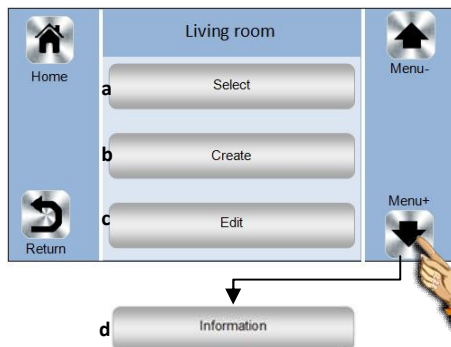 Living room
Home
Menu-
a Select
b Create
c Edit
Menu+
Return
d Information